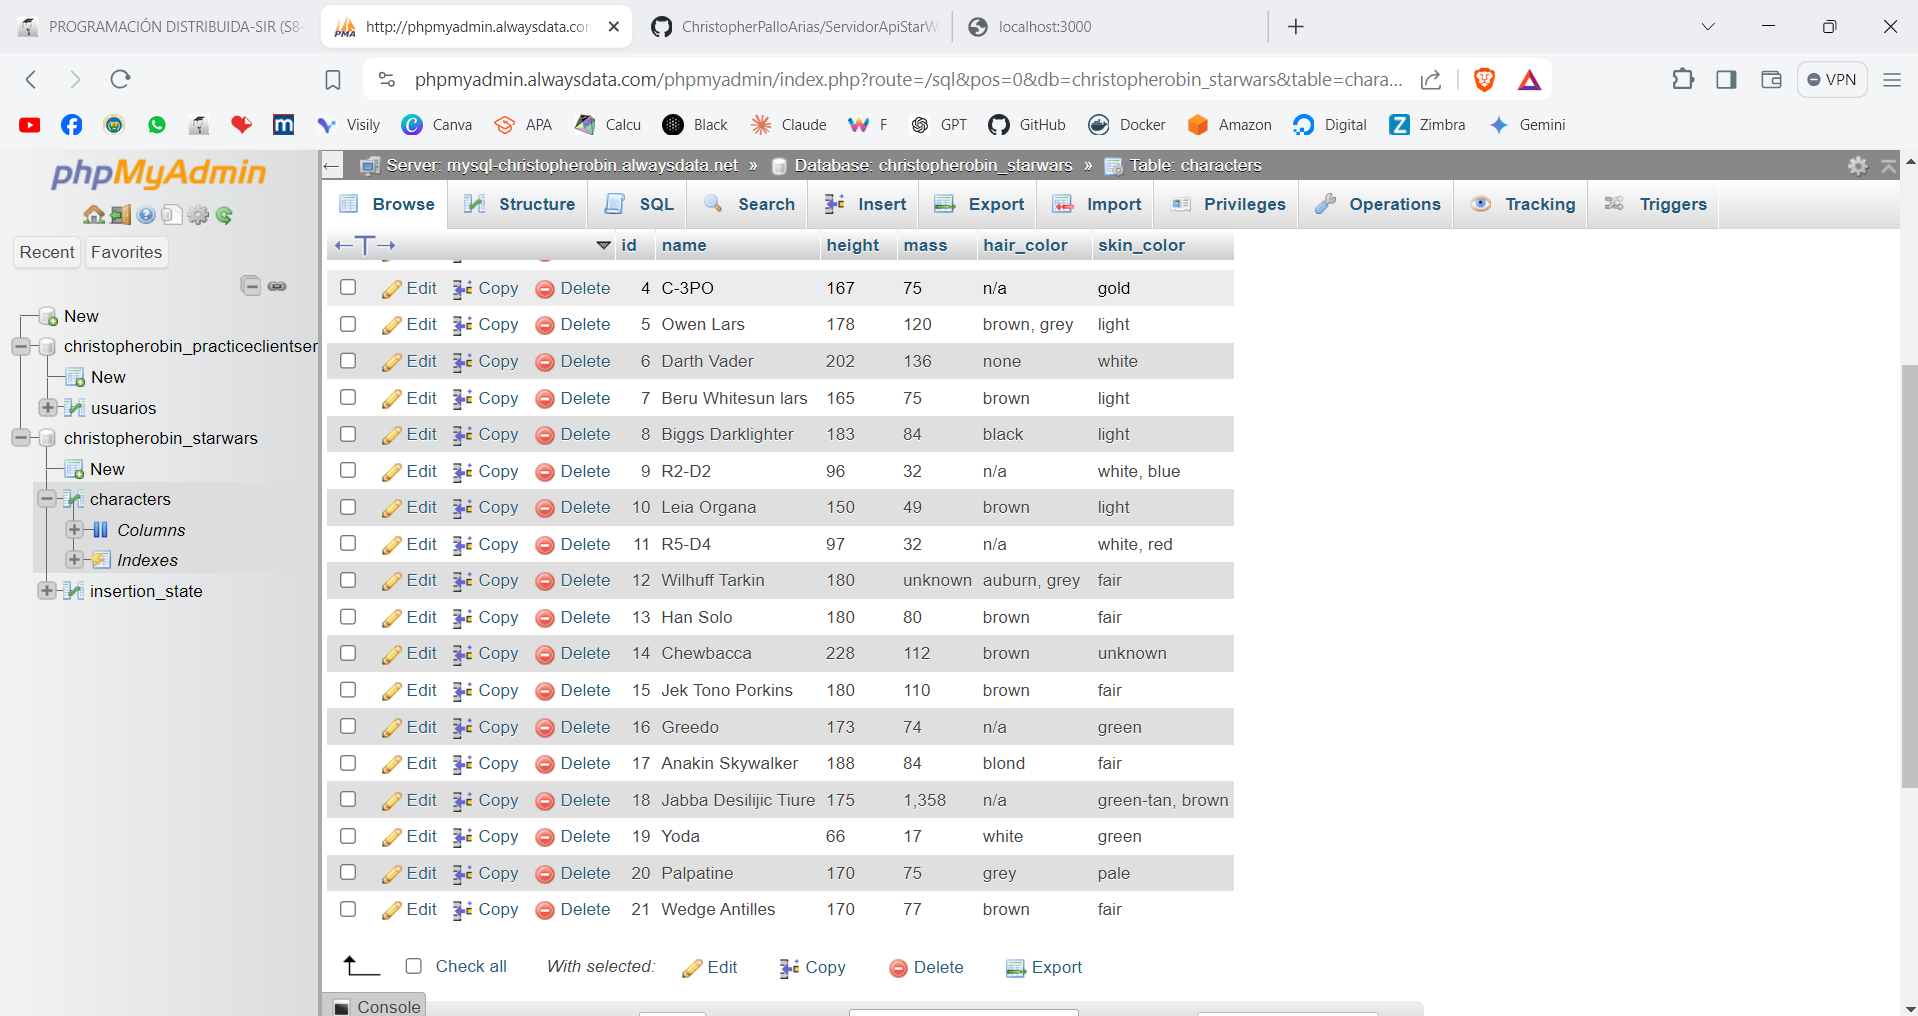 PROGRAMACIÓN DISTRIBUIDA-SIR (S8-
http://phpmyadmin.alwaysdata.com
ChristopherPalloArias/ServidorApiStarW
localhost:3000
phpmyadmin.alwaysdata.com/phpmyadmin/index.php?route=/sql&pos=0&db=christopherobin_starwars&table=chara...
VPN
Visily Canva APA Calcu Black Claude F GPT GitHub Docker Amazon Digital Zimbra Gemini
phpMyAdmin
Recent Favorites
New
christopherobin_practiceclientser
New
usuarios
christopherobin_starwars
New
characters
Columns
Indexes
insertion_state
Server: mysql-christopherobin.alwaysdata.net » Database: christopherobin_starwars » Table: characters
Browse Structure SQL Search Insert Export Import Privileges Operations Tracking Triggers
←T→ id name height mass hair_color skin_color
Edit Copy Delete 4 C-3PO 167 75 n/a gold
Edit Copy Delete 5 Owen Lars 178 120 brown, grey light
Edit Copy Delete 6 Darth Vader 202 136 none white
Edit Copy Delete 7 Beru Whitesun lars 165 75 brown light
Edit Copy Delete 8 Biggs Darklighter 183 84 black light
Edit Copy Delete 9 R2-D2 96 32 n/a white, blue
Edit Copy Delete 10 Leia Organa 150 49 brown light
Edit Copy Delete 11 R5-D4 97 32 n/a white, red
Edit Copy Delete 12 Wilhuff Tarkin 180 unknown auburn, grey fair
Edit Copy Delete 13 Han Solo 180 80 brown fair
Edit Copy Delete 14 Chewbacca 228 112 brown unknown
Edit Copy Delete 15 Jek Tono Porkins 180 110 brown fair
Edit Copy Delete 16 Greedo 173 74 n/a green
Edit Copy Delete 17 Anakin Skywalker 188 84 blond fair
Edit Copy Delete 18 Jabba Desilijic Tiure 175 1,358 n/a green-tan, brown
Edit Copy Delete 19 Yoda 66 17 white green
Edit Copy Delete 20 Palpatine 170 75 grey pale
Edit Copy Delete 21 Wedge Antilles 170 77 brown fair
Check all With selected: Edit Copy Delete Export
Console